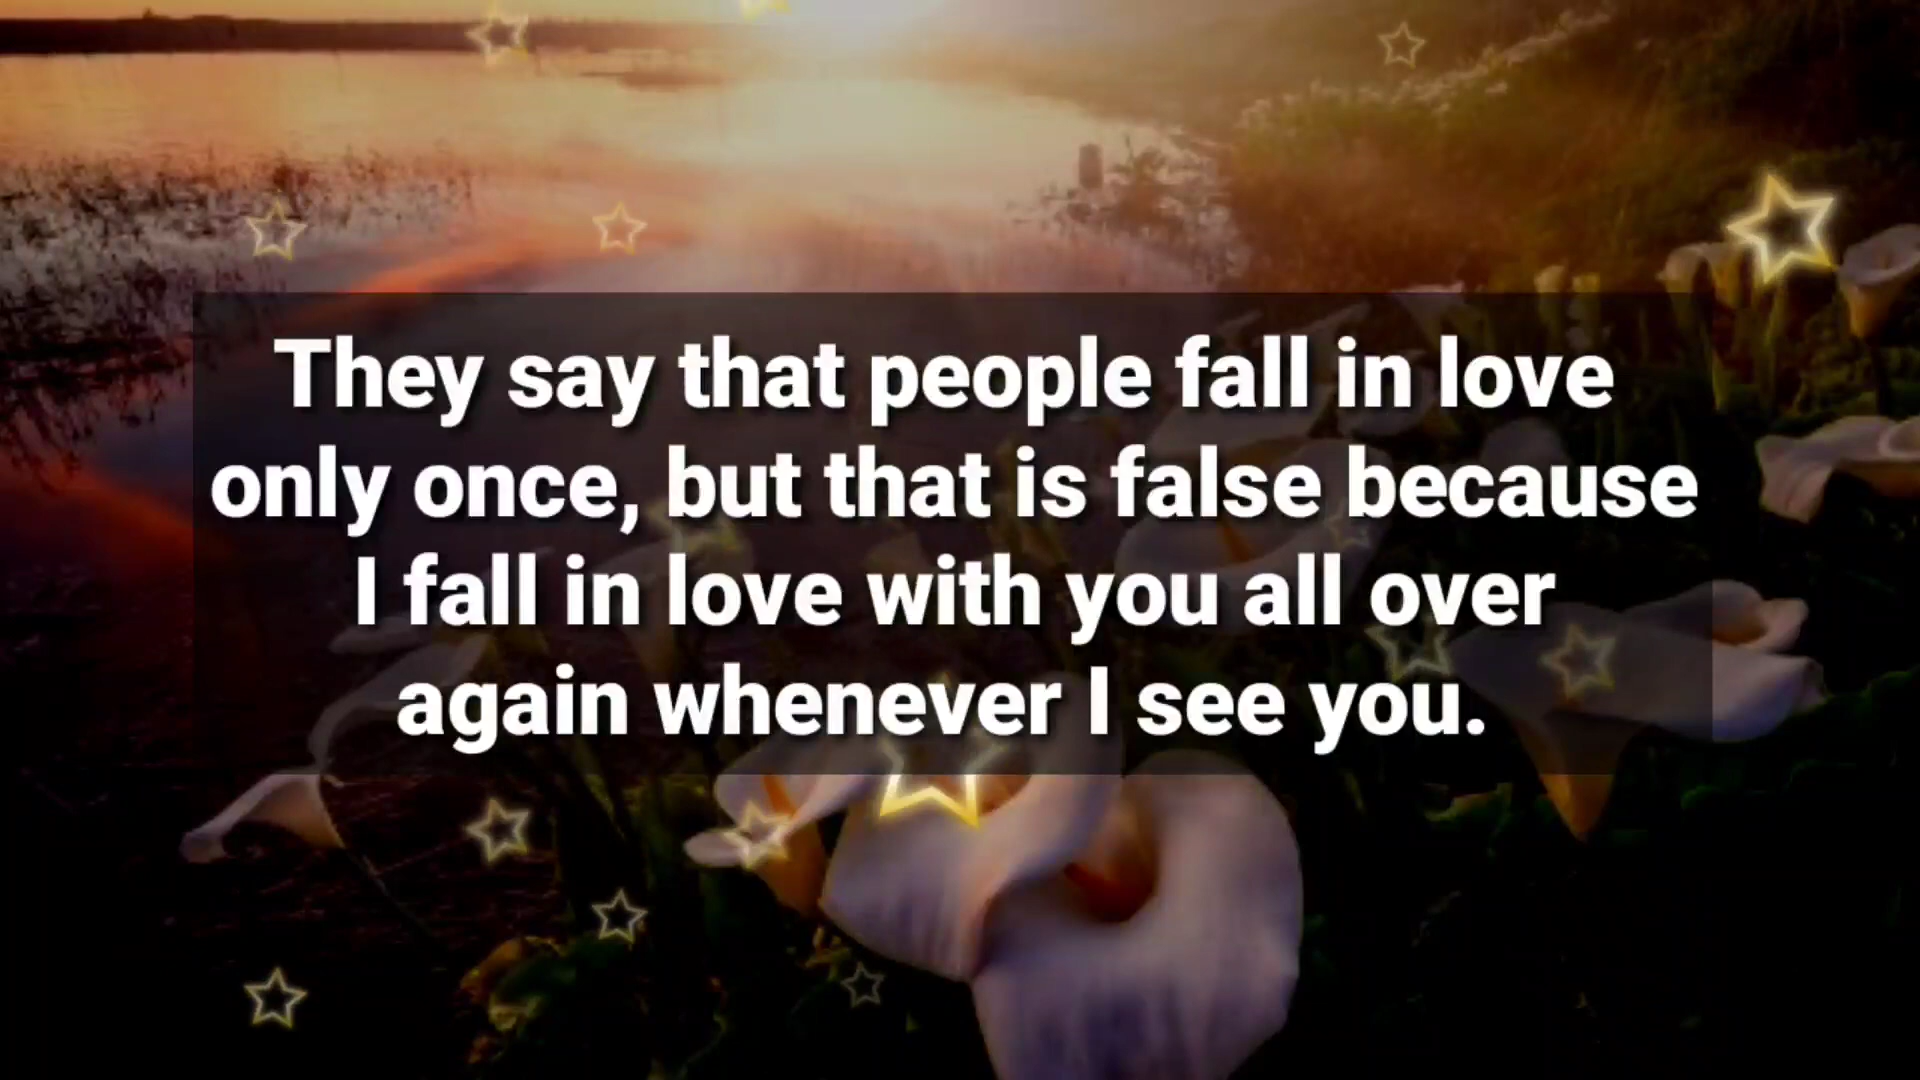 They say that people fall in love
only once, but that is false because
I fall in love with you all over
again whenever I see you.